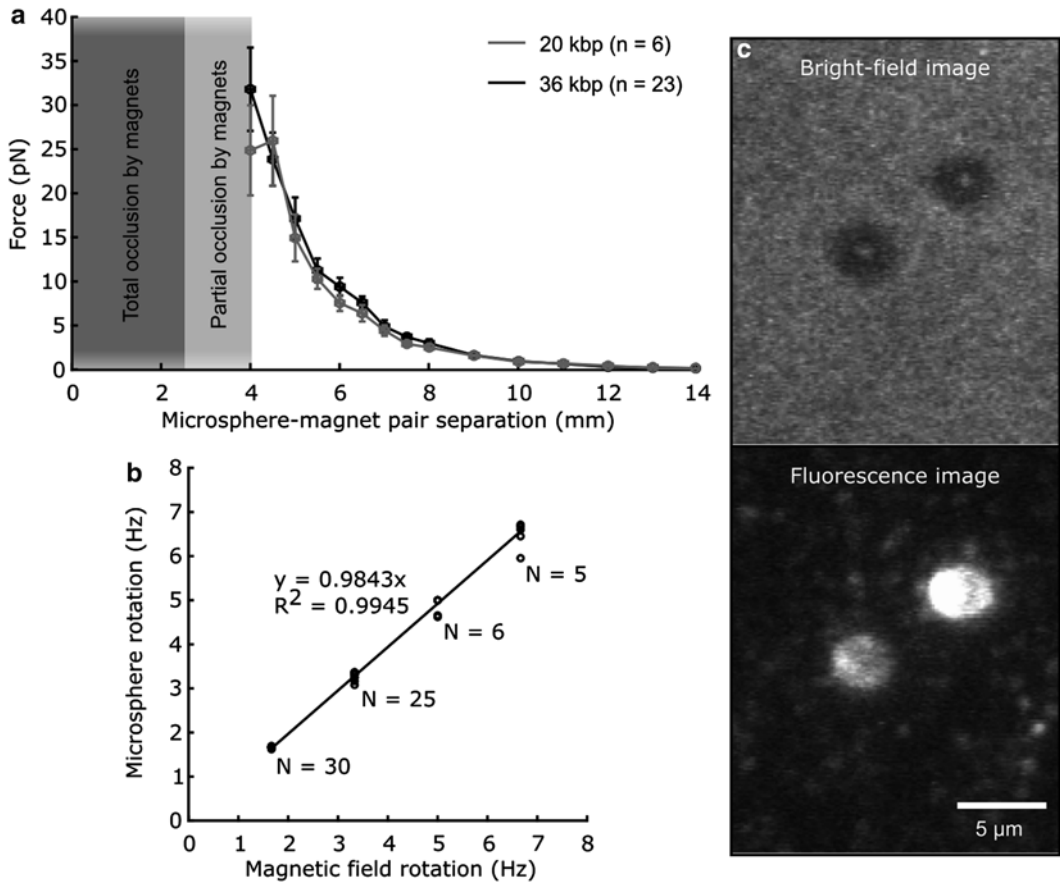 a
40
35
30
25
20
15
10
5
0
Force (pN)
Total occlusion by magnets
Partial occlusion by magnets
20 kbp (n = 6)
36 kbp (n = 23)
0 2 4 6 8 10 12 14
Microsphere-magnet pair separation (mm)
b
8
7
6
5
4
3
2
1
0
Microsphere rotation (Hz)
y = 0.9843x
R² = 0.9945
N = 5
N = 6
N = 25
N = 30
0 1 2 3 4 5 6 7 8
Magnetic field rotation (Hz)
c
Bright-field image
Fluorescence image
5 µm